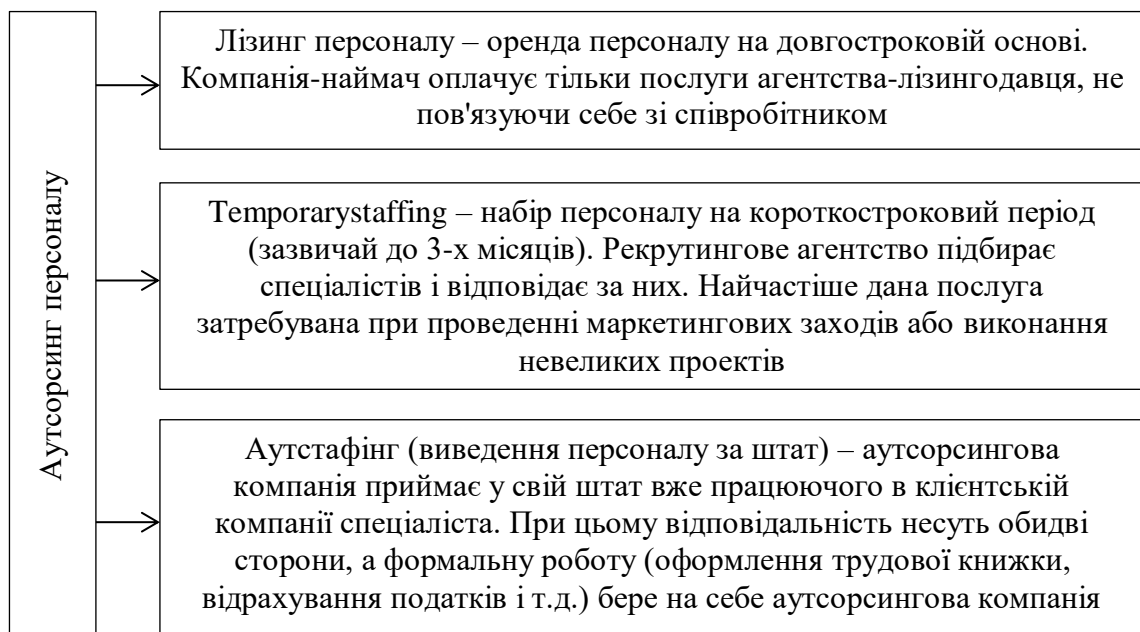 Аутсорсинг персоналу
Лізинг персоналу – оренда персоналу на довгостроковій основі.
Компанія-наймач оплачує тільки послуги агентства-лізингодавця, не
пов'язуючи себе зі співробітником
Temporarystaffing – набір персоналу на короткостроковий період
(зазвичай до 3-х місяців). Рекрутингове агентство підбирає
спеціалістів і відповідає за них. Найчастіше дана послуга
затребувана при проведенні маркетингових заходів або виконання
невеликих проектів
Аутстафінг (виведення персоналу за штат) – аутсорсингова
компанія приймає у свій штат вже працюючого в клієнтській
компанії спеціаліста. При цьому відповідальність несуть обидві
сторони, а формальну роботу (оформлення трудової книжки,
відрахування податків і т.д.) бере на себе аутсорсингова компанія